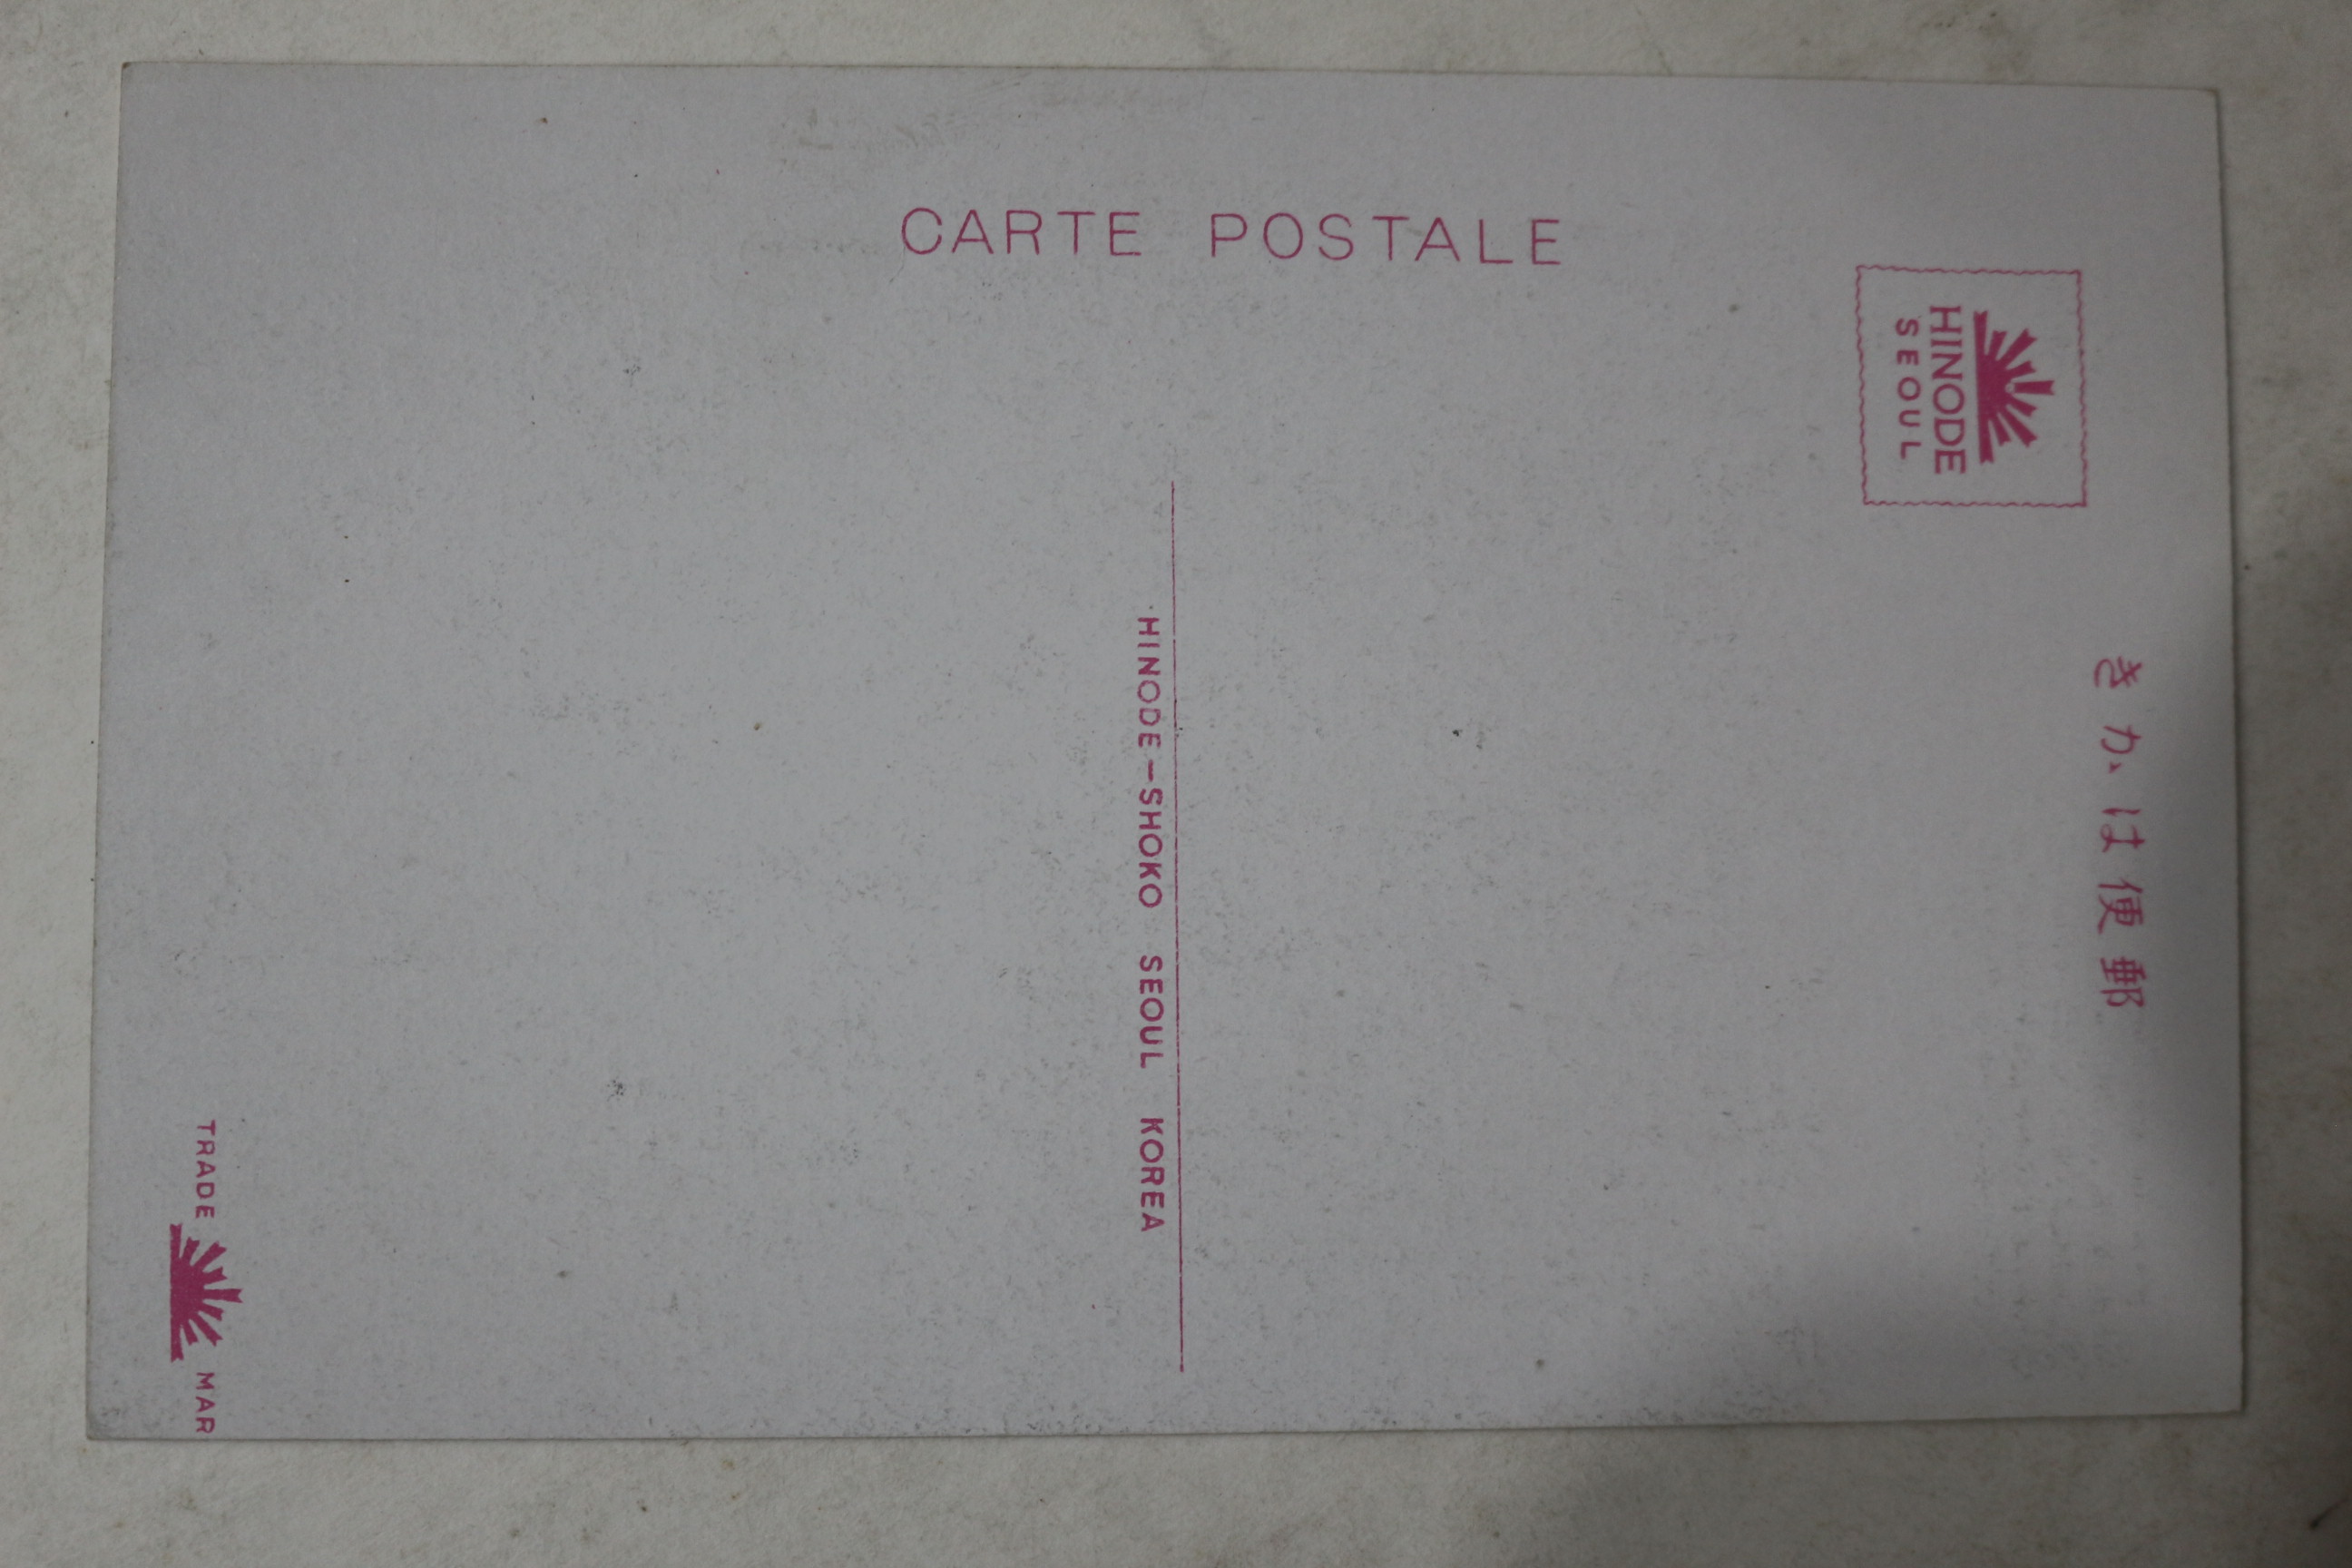 CARTE POSTALE
HINODE
SEOUL
郵便はかき
HINODE-SHOKO SEOUL KOREA
TRADE MAR